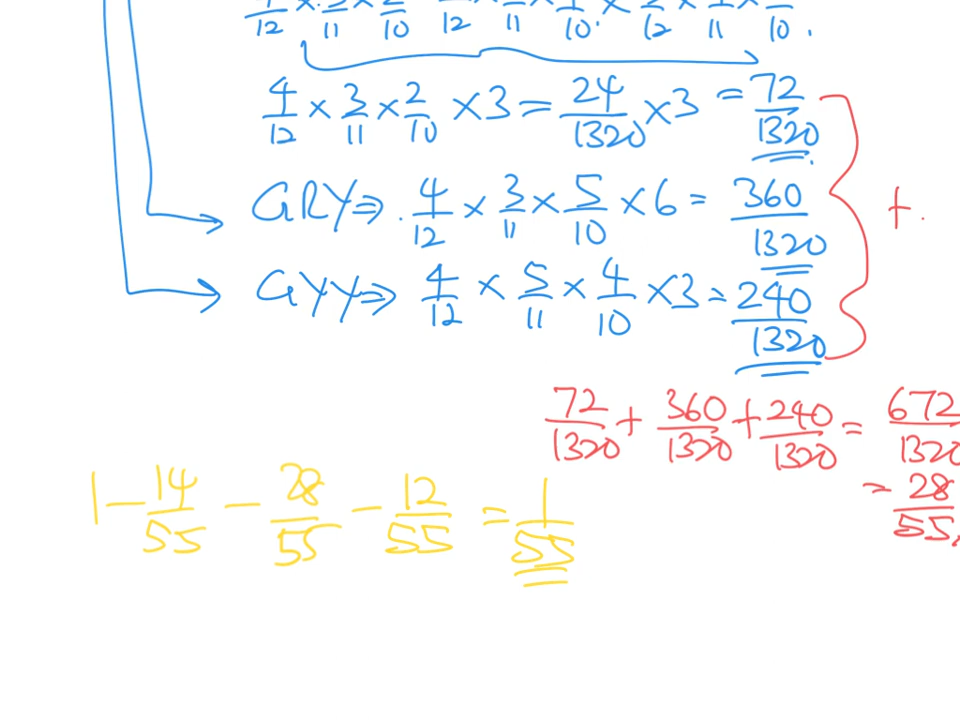 4/12 × 3/11 × 2/10 × 3 = 24/1320 × 3 = 72/1320
GRY ⇒ 4/12 × 3/11 × 5/10 × 6 = 360/1320
+
GYY ⇒ 4/12 × 5/11 × 4/10 × 3 = 240/1320
72/1320 + 360/1320 + 240/1320 = 672/1320
= 28/55
1 - 14/55 - 28/55 - 12/55 = 1/55